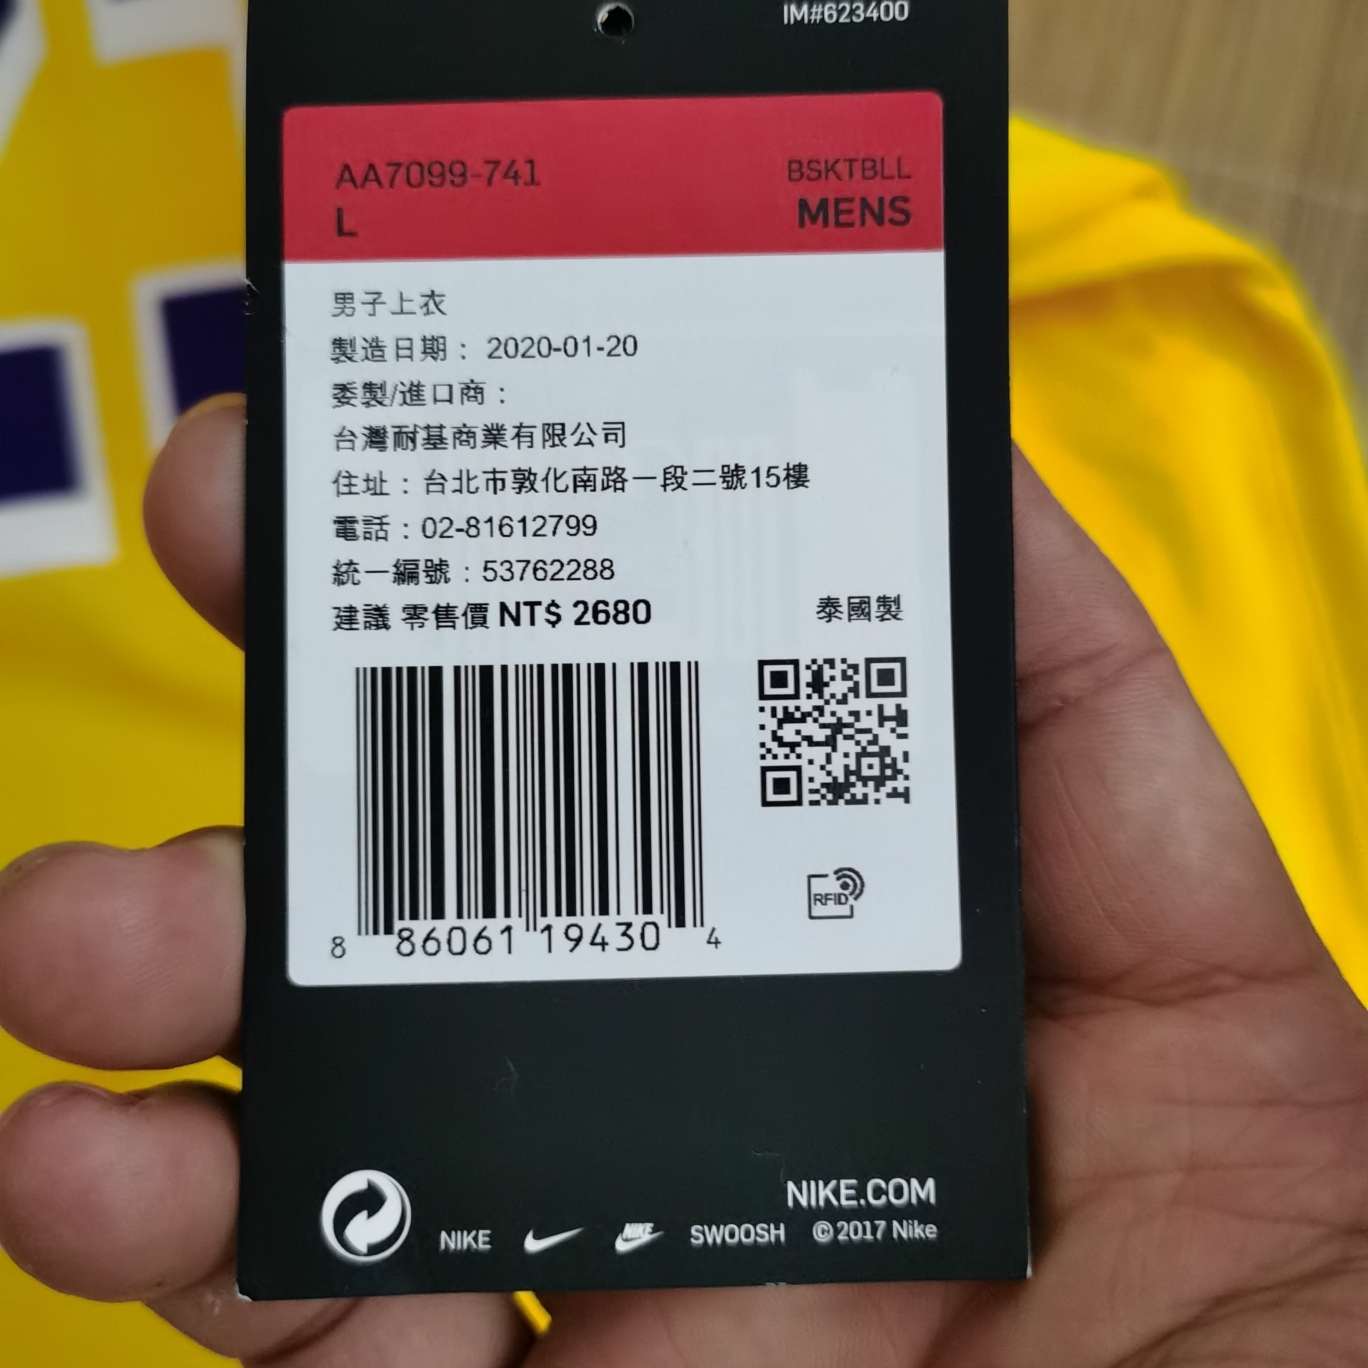 IM#623400
AA7099-741
BSKTBLL
L
MENS
男子上衣
製造日期： 2020-01-20
委製/進口商：
台灣耐基商業有限公司
住址：台北市敦化南路一段二號15樓
電話：02-81612799
統一編號：53762288
建議 零售價 NT$ 2680
泰國製
RFID
8 86061 19430 4
NIKE.COM
NIKE NIKE SWOOSH ©2017 Nike